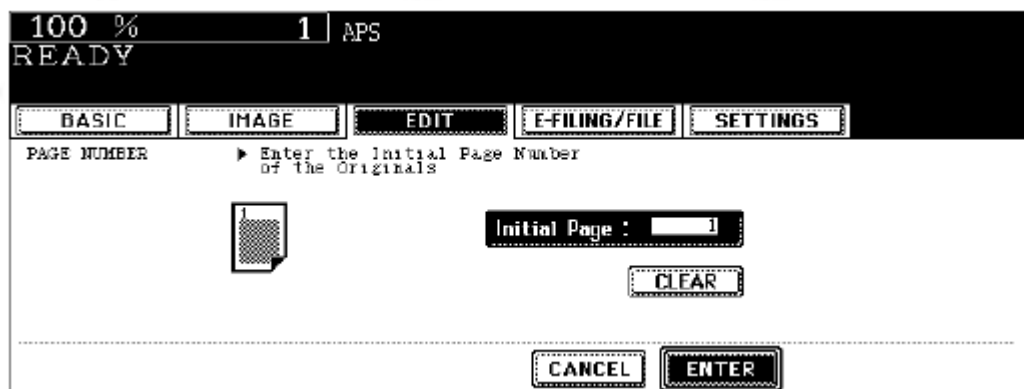 100 % 1 APS
READY
BASIC IMAGE EDIT E-FILING/FILE SETTINGS
PAGE NUMBER ▶ Enter the Initial Page Number
of the Originals
1
Initial Page : 1
CLEAR
CANCEL ENTER